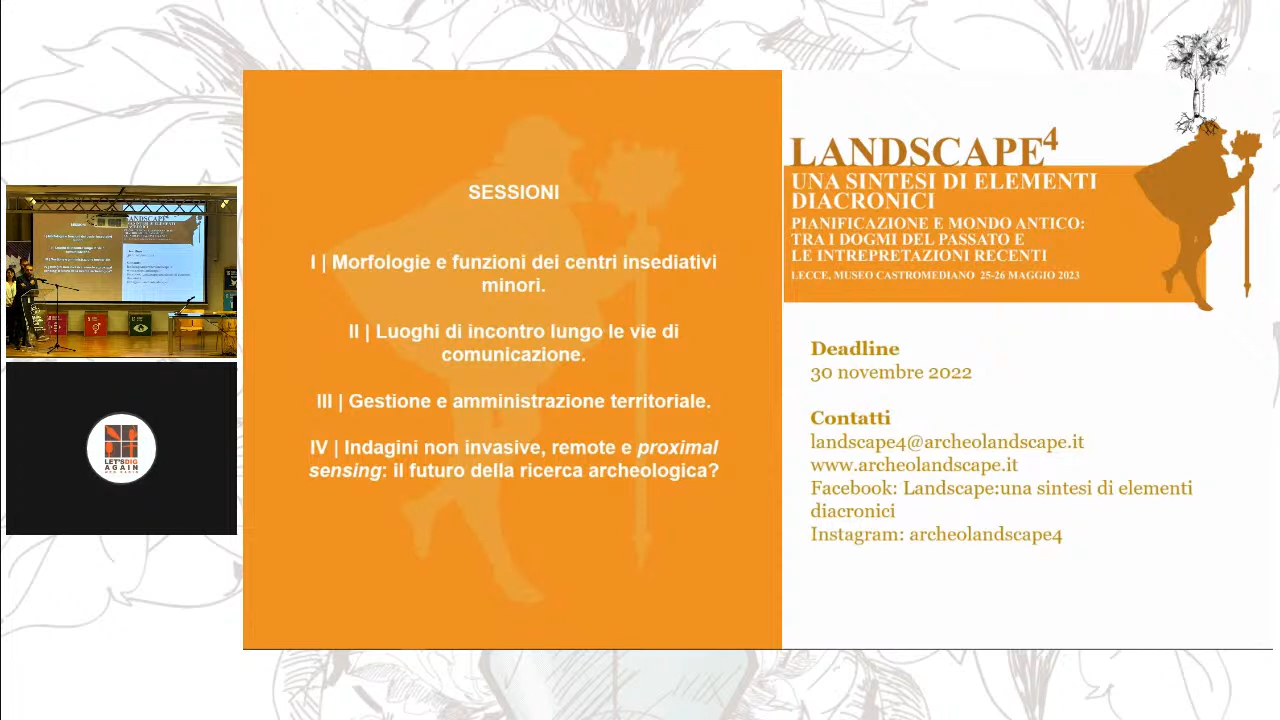 SESSIONI
I | Morfologie e funzioni dei centri insediativi
minori.
II | Luoghi di incontro lungo le vie di
comunicazione.
III | Gestione e amministrazione territoriale.
IV | Indagini non invasive, remote e proximal
sensing: il futuro della ricerca archeologica?
LANDSCAPE4
UNA SINTESI DI ELEMENTI
DIACRONICI
PIANIFICAZIONE E MONDO ANTICO:
TRA I DOGMI DEL PASSATO E
LE INTREPRETAZIONI RECENTI
LECCE, MUSEO CASTROMEDIANO 25-26 MAGGIO 2023
Deadline
30 novembre 2022
Contatti
landscape4@archeolandscape.it
www.archeolandscape.it
Facebook: Landscape:una sintesi di elementi
diacronici
Instagram: archeolandscape4
LET'S DIG
AGAIN